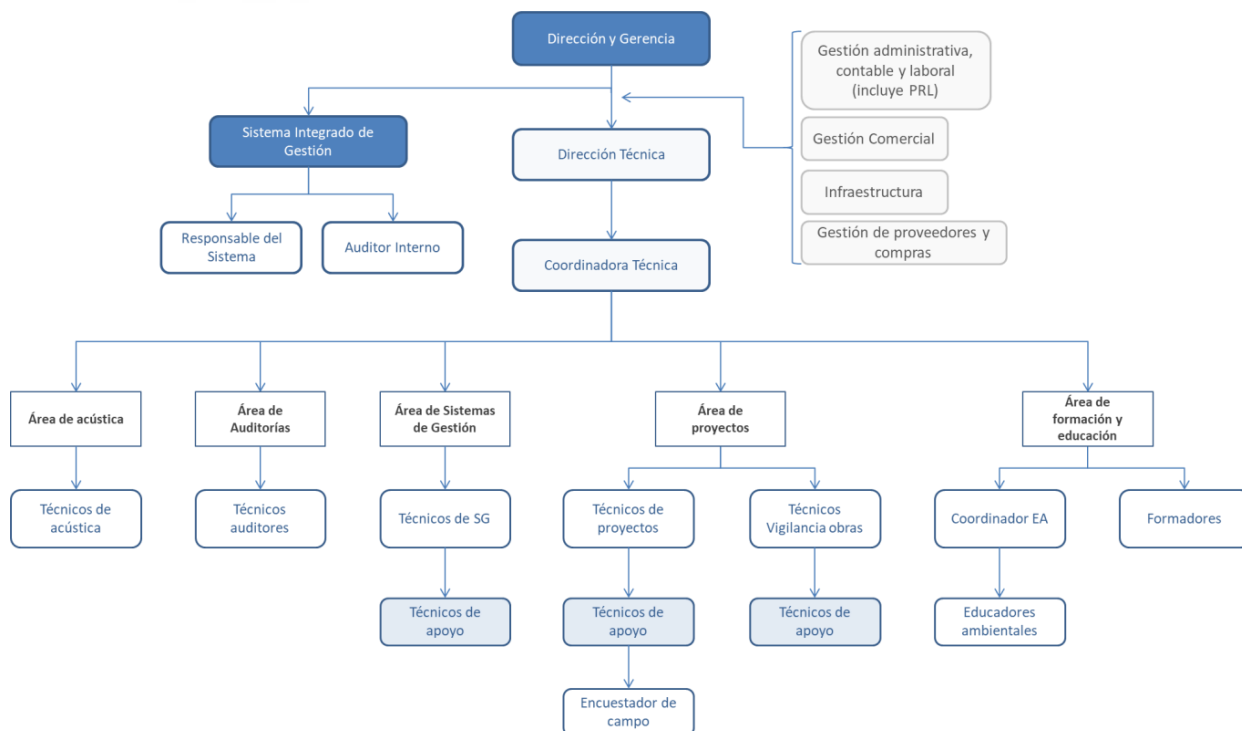 Dirección y Gerencia
Gestión administrativa,
contable y laboral
(incluye PRL)
Sistema Integrado de
Gestión
Dirección Técnica
Gestión Comercial
Infraestructura
Responsable del
Sistema
Auditor Interno
Coordinadora Técnica
Gestión de proveedores y
compras
Área de acústica
Área de
Auditorías
Área de Sistemas
de Gestión
Área de
proyectos
Área de
formación y
educación
Técnicos de
acústica
Técnicos
auditores
Técnicos de SG
Técnicos de
proyectos
Técnicos
Vigilancia obras
Coordinador EA
Formadores
Técnicos de
apoyo
Técnicos de
apoyo
Técnicos de
apoyo
Educadores
ambientales
Encuestador de
campo